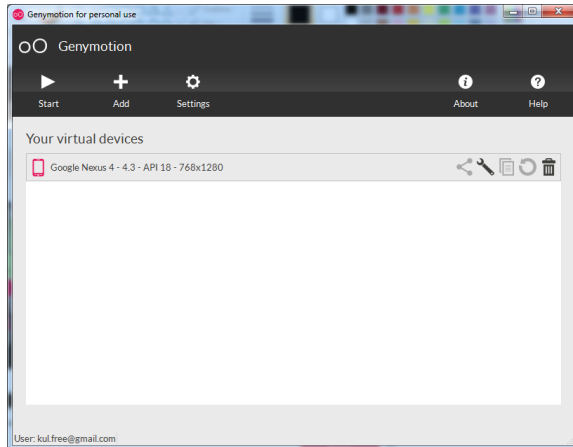 Genymotion for personal use
Genymotion
Start Add Settings About Help
Your virtual devices
Google Nexus 4 - 4.3 - API 18 - 768x1280
User: kul.free@gmail.com